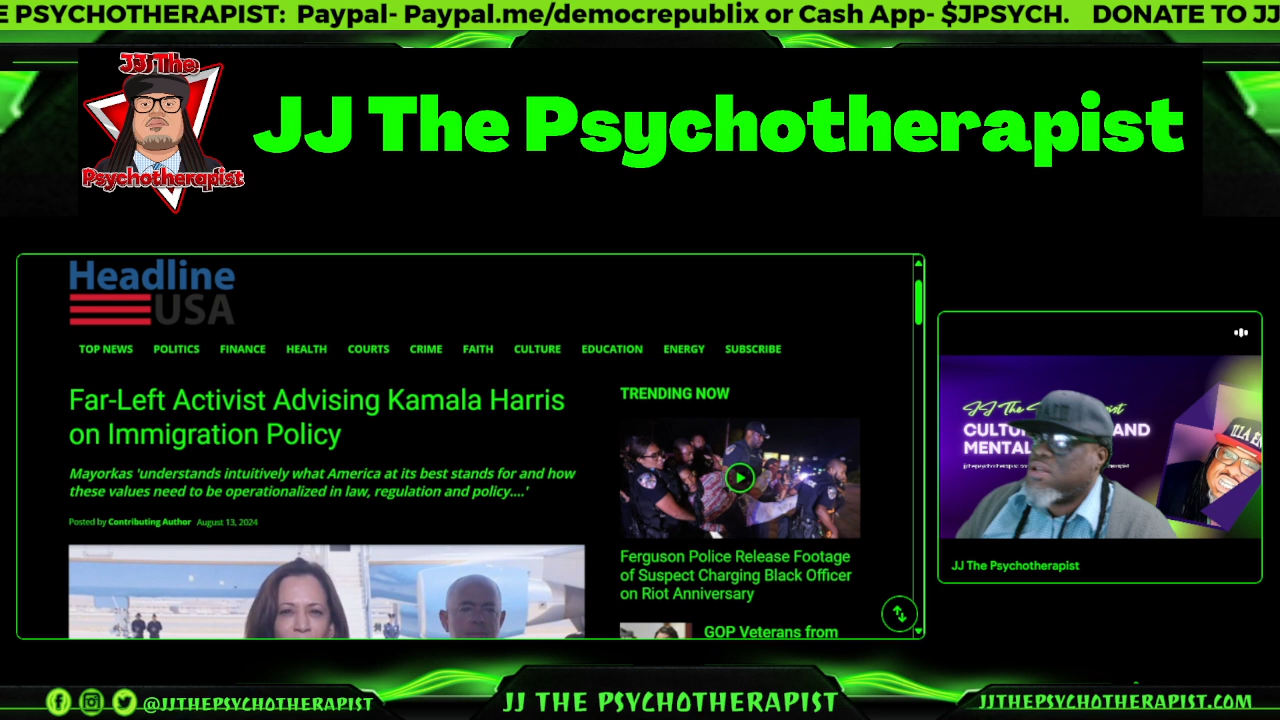 E PSYCHOTHERAPIST: Paypal- Paypal.me/democrepublix or Cash App- $JPSYCH. DONATE TO JJ
JJ The
Psychotherapist
JJ The Psychotherapist
Headline
USA
TOP NEWS POLITICS FINANCE HEALTH COURTS CRIME FAITH CULTURE EDUCATION ENERGY SUBSCRIBE
Far-Left Activist Advising Kamala Harris
on Immigration Policy
Mayorkas 'understands intuitively what America at its best stands for and how
these values need to be operationalized in law, regulation and policy....'
Posted by Contributing Author August 13, 2024
TRENDING NOW
Ferguson Police Release Footage
of Suspect Charging Black Officer
on Riot Anniversary
GOP Veterans from
JJ The
CULTU AND
MENTAL
JJ The Psychotherapist
@JJTHEPSYCHOTHERAPIST
JJ THE PSYCHOTHERAPIST
JJTHEPSYCHOTHERAPIST.COM